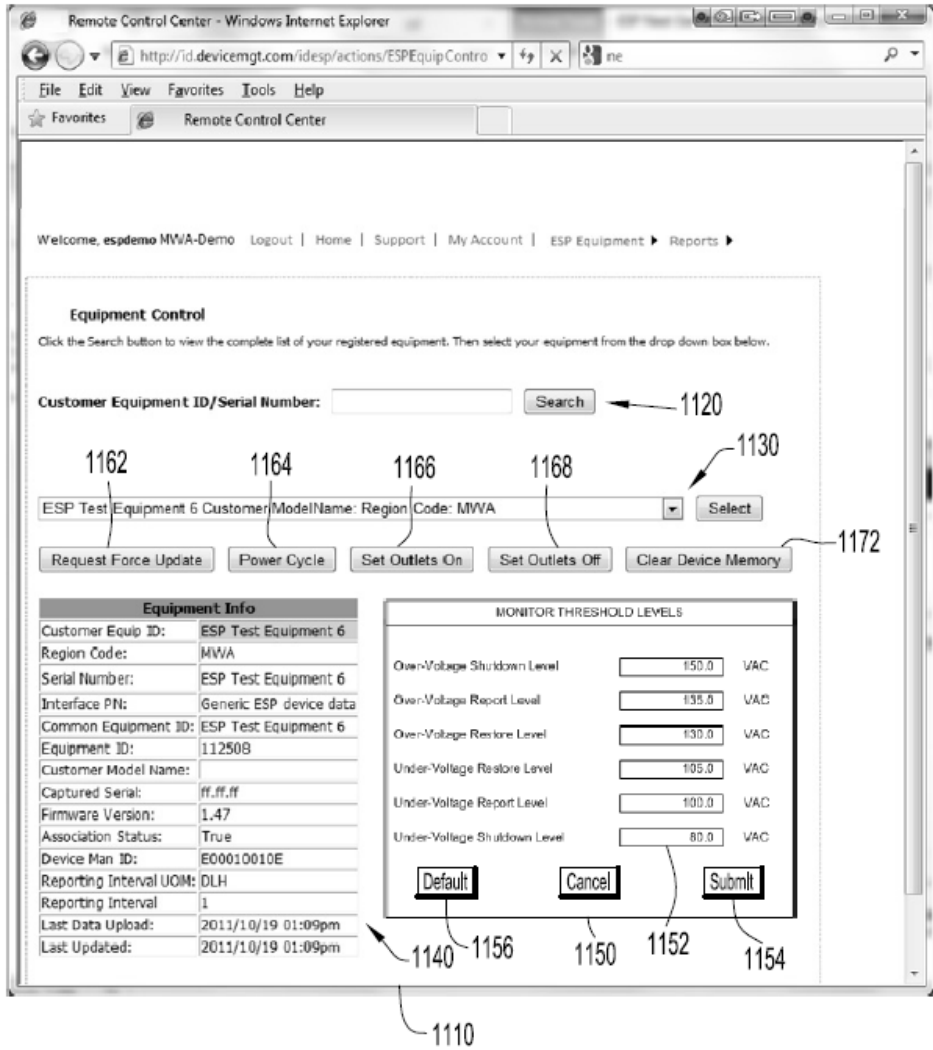 Remote Control Center - Windows Internet Explorer
http://id.devicemgt.com/idesp/actions/ESPEquipContro
ne
File Edit View Favorites Tools Help
Favorites Remote Control Center
Welcome, espdemo MWA-Demo Logout | Home | Support | My Account | ESP Equipment Reports
Equipment Control
Click the Search button to view the complete list of your registered equipment. Then select your equipment from the drop down box below.
Customer Equipment ID/Serial Number: Search 1120
1130
1162 1164 1166 1168
ESP Test Equipment 6 Customer ModelName: Region Code: MWA Select
1172
Request Force Update Power Cycle Set Outlets On Set Outlets Off Clear Device Memory
Equipment Info
Customer Equip ID: ESP Test Equipment 6
Region Code: MWA
Serial Number: ESP Test Equipment 6
Interface PN: Generic ESP device data
Common Equipment ID: ESP Test Equipment 6
Equipment ID: 112508
Customer Model Name:
Captured Serial: ff.ff.ff
Firmware Version: 1.47
Association Status: True
Device Man ID: E00010010E
Reporting Interval UOM: DLH
Reporting Interval 1
Last Data Upload: 2011/10/19 01:09pm
Last Updated: 2011/10/19 01:09pm
MONITOR THRESHOLD LEVELS
Over-Voltage Shutdown Level 150.0 VAC
Over-Voltage Report Level 135.0 VAC
Over-Voltage Restore Level 130.0 VAC
Under-Voltage Restore Level 105.0 VAC
Under-Voltage Report Level 100.0 VAC
Under-Voltage Shutdown Level 80.0 VAC
Default Cancel Submit
1140 1156 1150 1152 1154
1110